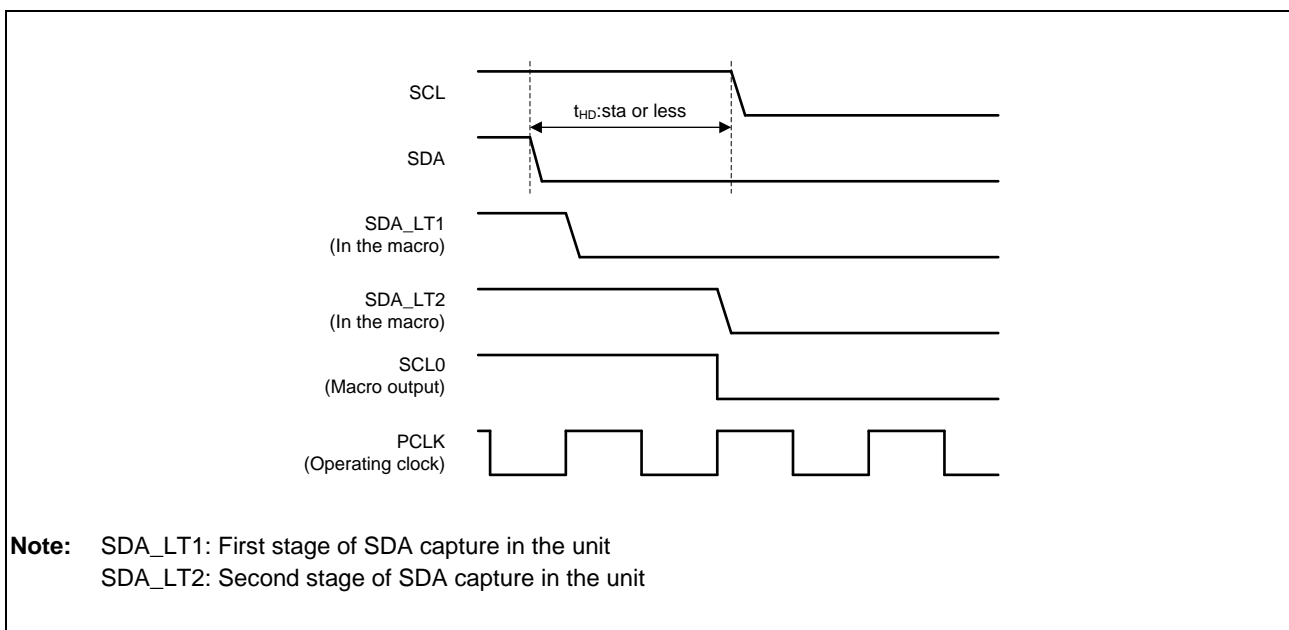 SCL
tHD:sta or less
SDA
SDA_LT1
(In the macro)
SDA_LT2
(In the macro)
SCL0
(Macro output)
PCLK
(Operating clock)
Note: SDA_LT1: First stage of SDA capture in the unit
SDA_LT2: Second stage of SDA capture in the unit